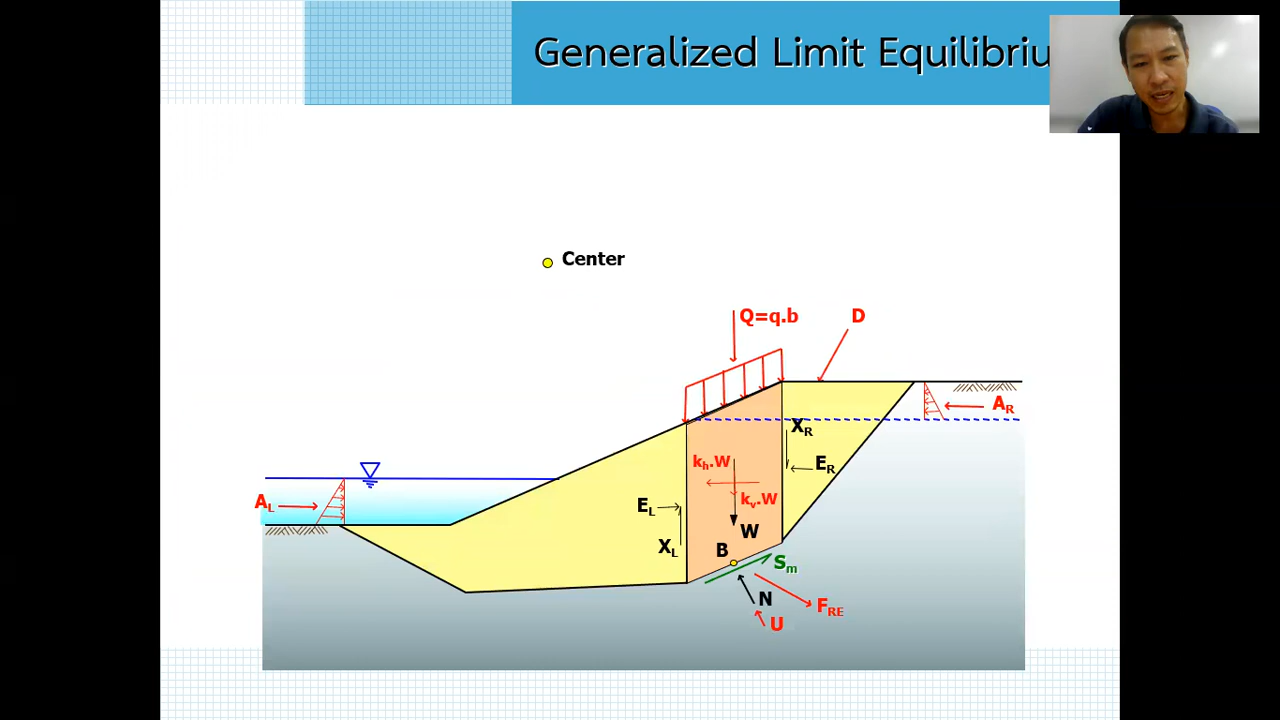 Generalized Limit Equilibriu
Center
Q=q.b
D
A_R
X_R
k_h.W
E_R
k_v.W
A_L
E_L
W
X_L
B
S_m
N
F_RE
U